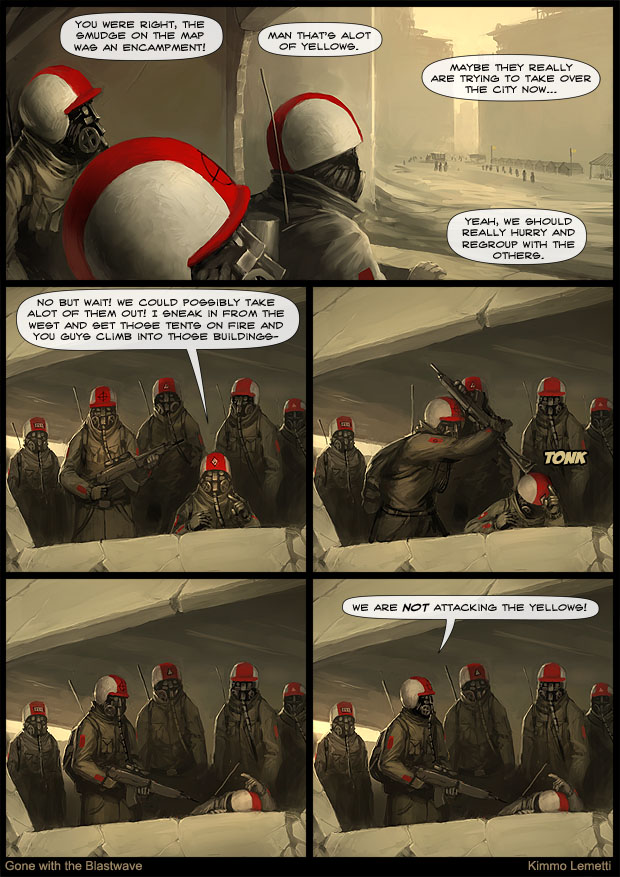 YOU WERE RIGHT, THE
SMUDGE ON THE MAP
WAS AN ENCAMPMENT!
MAN THAT'S ALOT
OF YELLOWS.
MAYBE THEY REALLY
ARE TRYING TO TAKE OVER
THE CITY NOW...
YEAH, WE SHOULD
REALLY HURRY AND
REGROUP WITH THE
OTHERS.
NO BUT WAIT! WE COULD POSSIBLY TAKE
ALOT OF THEM OUT! I SNEAK IN FROM THE
WEST AND SET THOSE TENTS ON FIRE AND
YOU GUYS CLIMB INTO THOSE BUILDINGS-
TONK
WE ARE NOT ATTACKING THE YELLOWS!
Gone with the Blastwave
Kimmo Lemetti